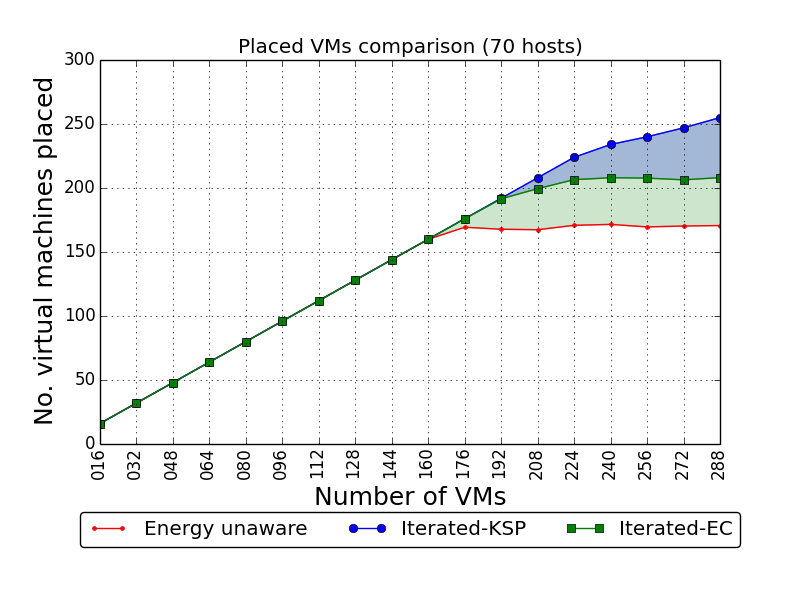 Placed VMs comparison (70 hosts)
No. virtual machines placed
300
250
200
150
100
50
0
016 032 048 064 080 096 112 128 144 160 176 192 208 224 240 256 272 288
Number of VMs
Energy unaware Iterated-KSP Iterated-EC